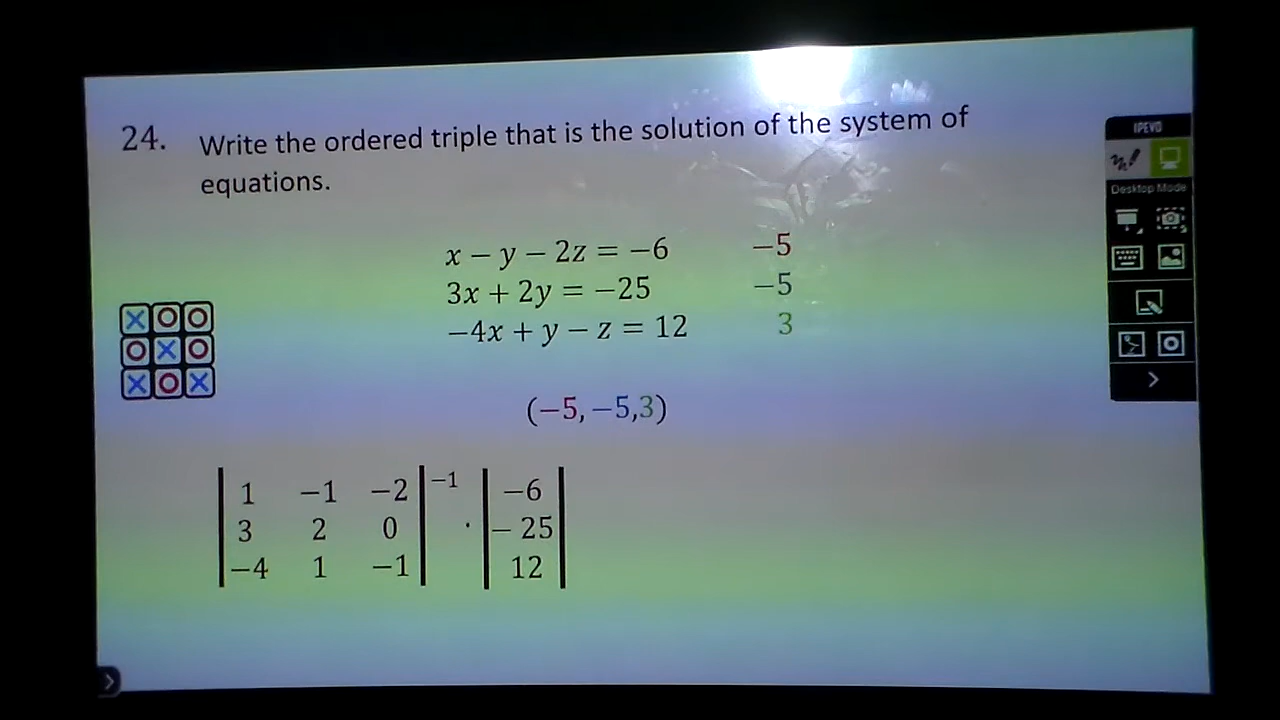 24. Write the ordered triple that is the solution of the system of
equations.
x − y − 2z = −6 −5
3x + 2y = −25 −5
−4x + y − z = 12 3
X O O
O X O
X O X
(−5, −5,3)
1 −1 −2 −1 −6
3 2 0 · − 25
−4 1 −1 12
IPEVO
Desktop Mode